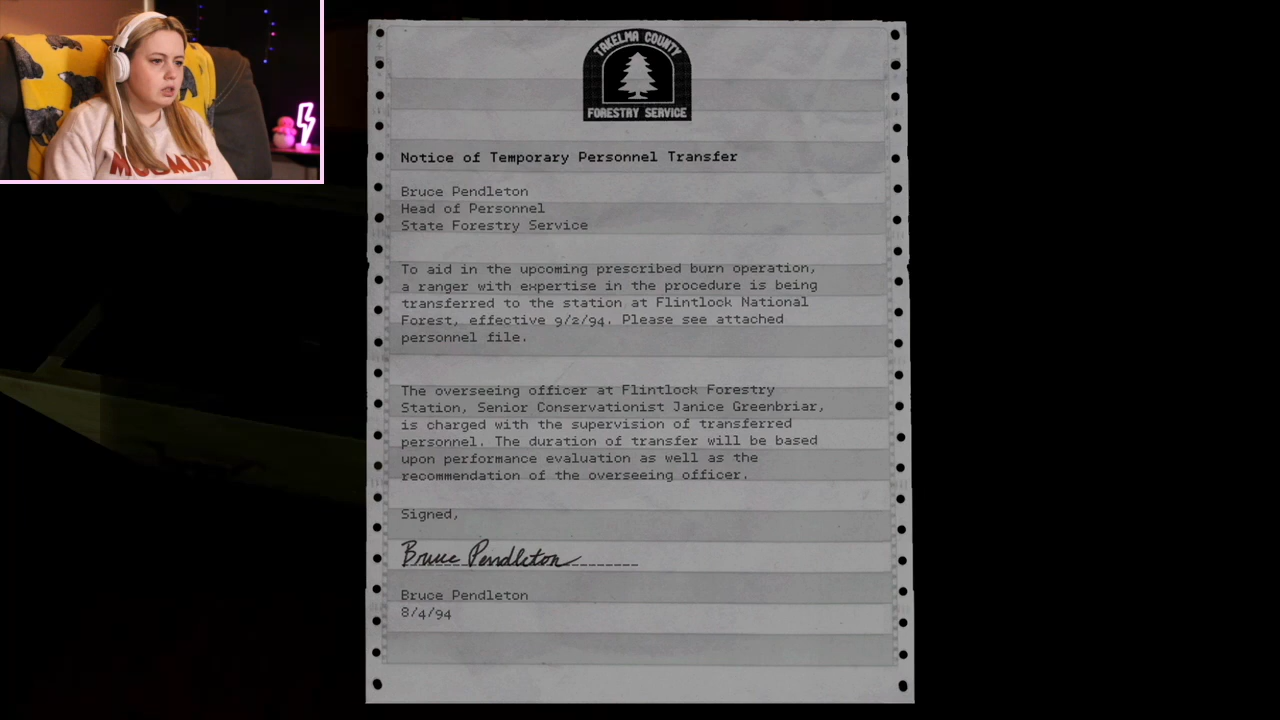 TAKELMA COUNTY
FORESTRY SERVICE
Notice of Temporary Personnel Transfer
Bruce Pendleton
Head of Personnel
State Forestry Service
To aid in the upcoming prescribed burn operation,
a ranger with expertise in the procedure is being
transferred to the station at Flintlock National
Forest, effective 9/2/94. Please see attached
personnel file.
The overseeing officer at Flintlock Forestry
Station, Senior Conservationist Janice Greenbriar,
is charged with the supervision of transferred
personnel. The duration of transfer will be based
upon performance evaluation as well as the
recommendation of the overseeing officer.
Signed,
Bruce Pendleton
Bruce Pendleton
8/4/94